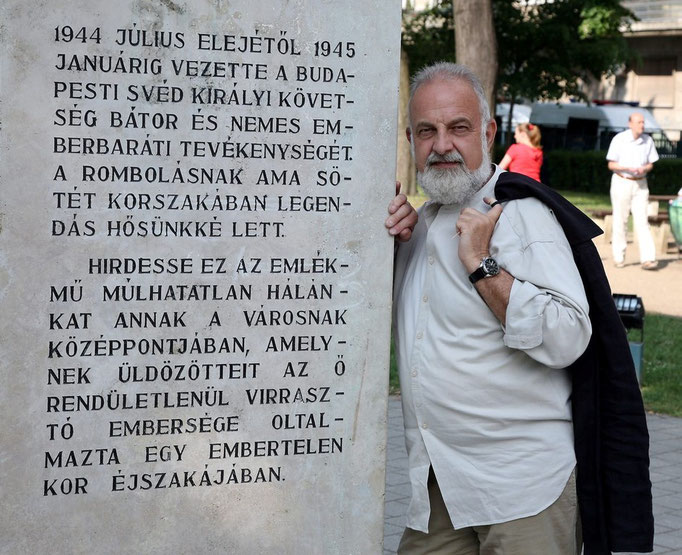 1944 JÚLIUS ELEJÉTŐL 1945
JANUÁRIG VEZETTE A BUDA-
PESTI SVÉD KIRÁLYI KÖVET-
SÉG BÁTOR ÉS NEMES EM-
BERBARÁTI TEVÉKENYSÉGÉT.
A ROMBOLÁSNAK AMA SÖ-
TÉT KORSZAKÁBAN LEGEN-
DÁS HŐSÜNKKÉ LETT.
HIRDESSE EZ AZ EMLÉK-
MŰ MÚLHATATLAN HÁLÁN-
KAT ANNAK A VÁROSNAK
KÖZÉPPONTJÁBAN, AMELY-
NEK ÜLDÖZÖTTEIT AZ Ő
RENDÜLETLENÜL VIRRASZ-
TÓ EMBERSÉGE OLTAL-
MAZTA EGY EMBERTELEN
KOR ÉJSZAKÁJÁBAN.